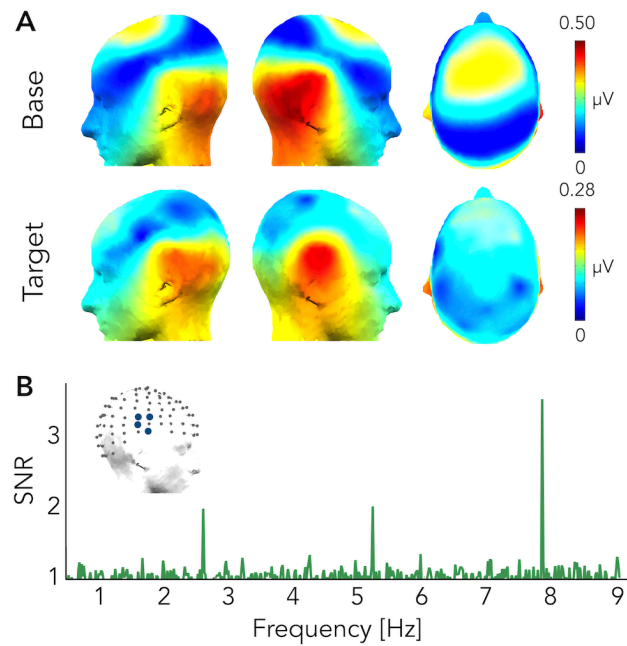 A
Base
0.50
μV
0
Target
0.28
μV
0
B
SNR
3
2
1
1 2 3 4 5 6 7 8 9
Frequency [Hz]